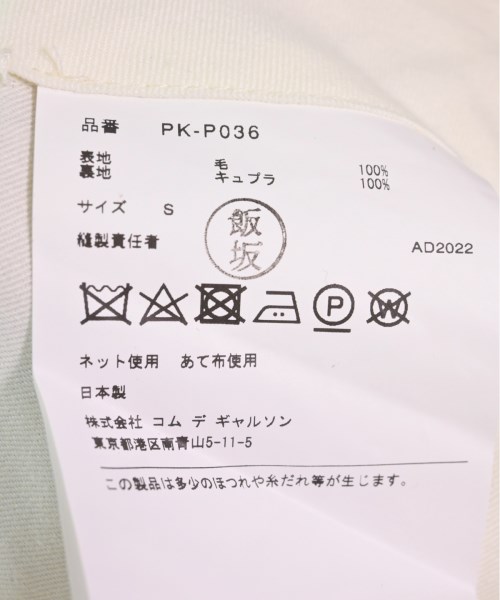 品番 PK-P036
表地 毛 100%
裏地 キュプラ 100%
サイズ S
飯坂
縫製責任者
AD2022
P W
ネット使用 あて布使用
日本製
株式会社 コム デ ギャルソン
東京都港区南青山5-11-5
この製品は多少のほつれや糸だれ等が生じます。